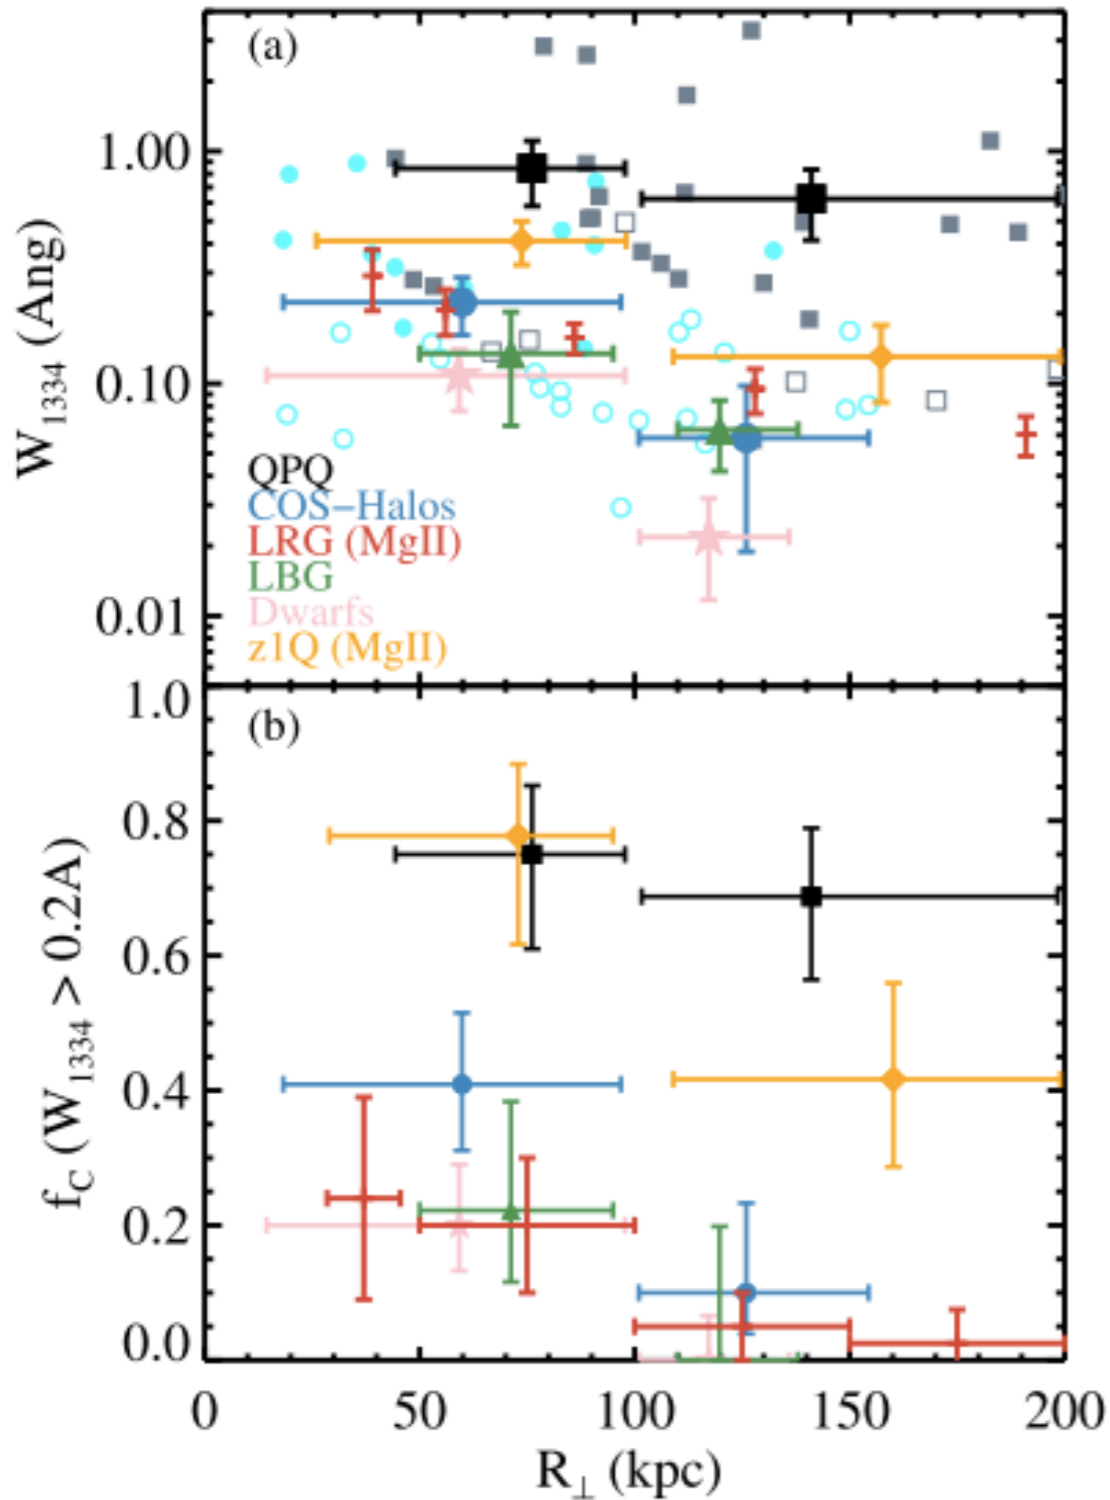 (a)
1.00
0.10
0.01
W1334 (Ang)
QPQ
COS-Halos
LRG (MgII)
LBG
Dwarfs
z1Q (MgII)
(b)
1.0
0.8
0.6
0.4
0.2
0.0
fC (W1334 > 0.2A)
0 50 100 150 200
R⊥ (kpc)